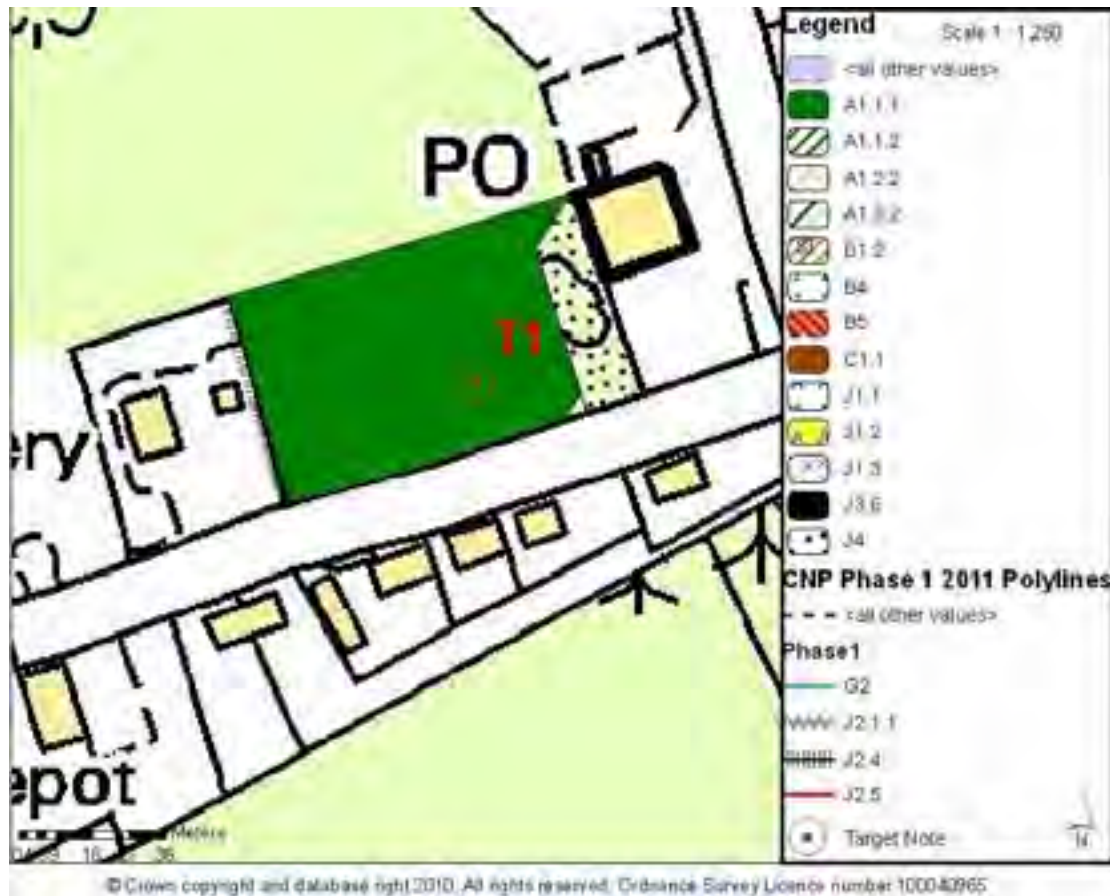 PO
T1
ery
epot
Metres
Legend
Scale 1 : 1,250
<all other values>
A1.1.1
A1.1.2
A1.2.2
A1.3.2
B1.2
B4
B5
C1.1
J1.1
J1.2
J1.3
J3.6
J4
CNP Phase 1 2011 Polylines
<all other values>
Phase1
G2
J2.1.1
J2.4
J2.5
Target Note
N
© Crown copyright and database right 2010. All rights reserved. Ordnance Survey Licence number 100040965